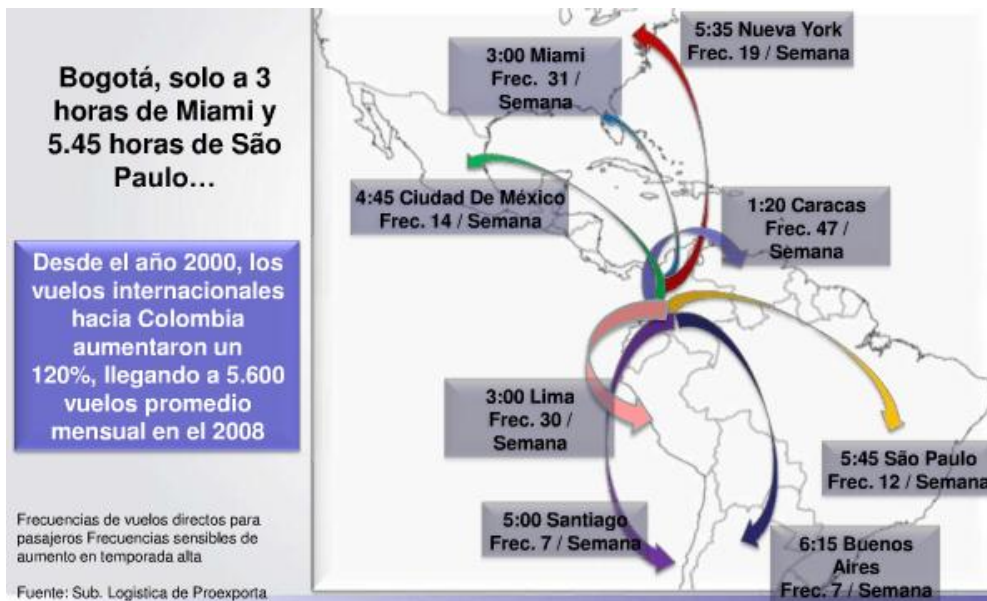 Bogotá, solo a 3
horas de Miami y
5.45 horas de São
Paulo…
Desde el año 2000, los
vuelos internacionales
hacia Colombia
aumentaron un
120%, llegando a 5.600
vuelos promedio
mensual en el 2008
Frecuencias de vuelos directos para
pasajeros Frecuencias sensibles de
aumento en temporada alta
Fuente: Sub. Logistica de Proexporta
5:35 Nueva York
Frec. 19 / Semana
3:00 Miami
Frec. 31 /
Semana
4:45 Ciudad De México
Frec. 14 / Semana
1:20 Caracas
Frec. 47 /
Semana
3:00 Lima
Frec. 30 /
Semana
5:45 São Paulo
Frec. 12 / Semana
5:00 Santiago
Frec. 7 / Semana
6:15 Buenos
Aires
Frec. 7 / Semana